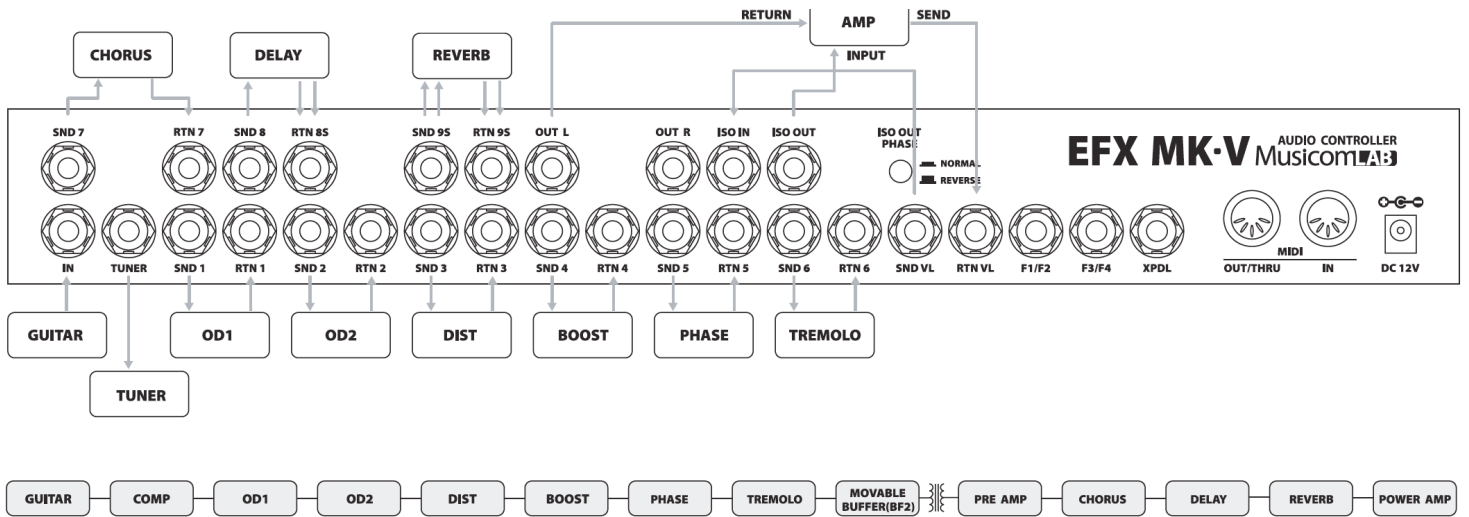 RETURN AMP SEND
CHORUS DELAY REVERB INPUT
SND 7 RTN 7 SND 8 RTN 8S SND 9S RTN 9S OUT L OUT R ISO IN ISO OUT ISO OUT
PHASE
NORMAL
REVERSE
EFX MK·V AUDIO CONTROLLER
MusicomLAB
IN TUNER SND 1 RTN 1 SND 2 RTN 2 SND 3 RTN 3 SND 4 RTN 4 SND 5 RTN 5 SND 6 RTN 6 SND VL RTN VL F1/F2 F3/F4 XPDL
MIDI
OUT/THRU IN DC 12V
GUITAR OD1 OD2 DIST BOOST PHASE TREMOLO
TUNER
GUITAR COMP OD1 OD2 DIST BOOST PHASE TREMOLO MOVABLE
BUFFER(BF2) PRE AMP CHORUS DELAY REVERB POWER AMP